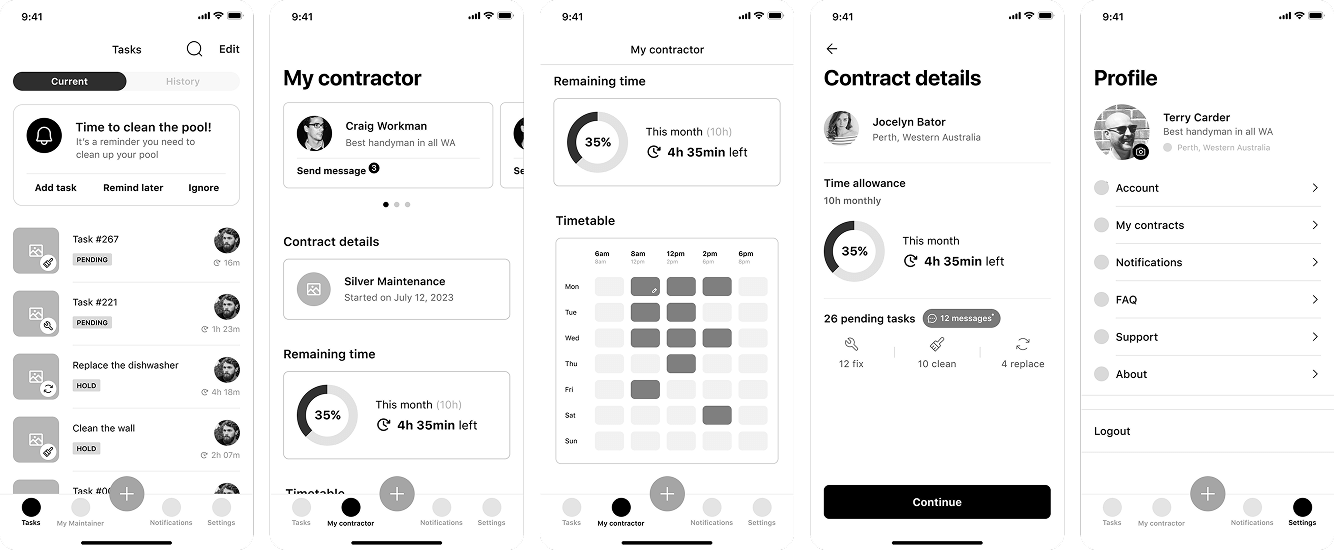 9:41
Tasks
Edit
Current
History
Time to clean the pool!
It's a reminder you need to
clean up your pool
Add task
Remind later
Ignore
Task #267
PENDING
16m
Task #221
PENDING
1h 23m
Replace the dishwasher
HOLD
4h 18m
Clean the wall
HOLD
2h 07m
Tasks
My Maintainer
Notifications
Settings
9:41
My contractor
Craig Workman
Best handyman in all WA
Send message 3
Contract details
Silver Maintenance
Started on July 12, 2023
Remaining time
35%
This month (10h)
4h 35min left
Timetable
Tasks
My contractor
Notifications
Settings
9:41
My contractor
Remaining time
35%
This month (10h)
4h 35min left
Timetable
6am 8am 12pm 2pm 6pm
8am 12pm 2pm 6pm 8pm
Mon
Tue
Wed
Thu
Fri
Sat
Sun
Tasks
My contractor
Notifications
Settings
9:41
Contract details
Jocelyn Bator
Perth, Western Australia
Time allowance
10h monthly
35%
This month
4h 35min left
26 pending tasks
12 messages
12 fix
10 clean
4 replace
Continue
9:41
Profile
Terry Carder
Best handyman in all WA
Perth, Western Australia
Account
My contracts
Notifications
FAQ
Support
About
Logout
Tasks
My contractor
Notifications
Settings